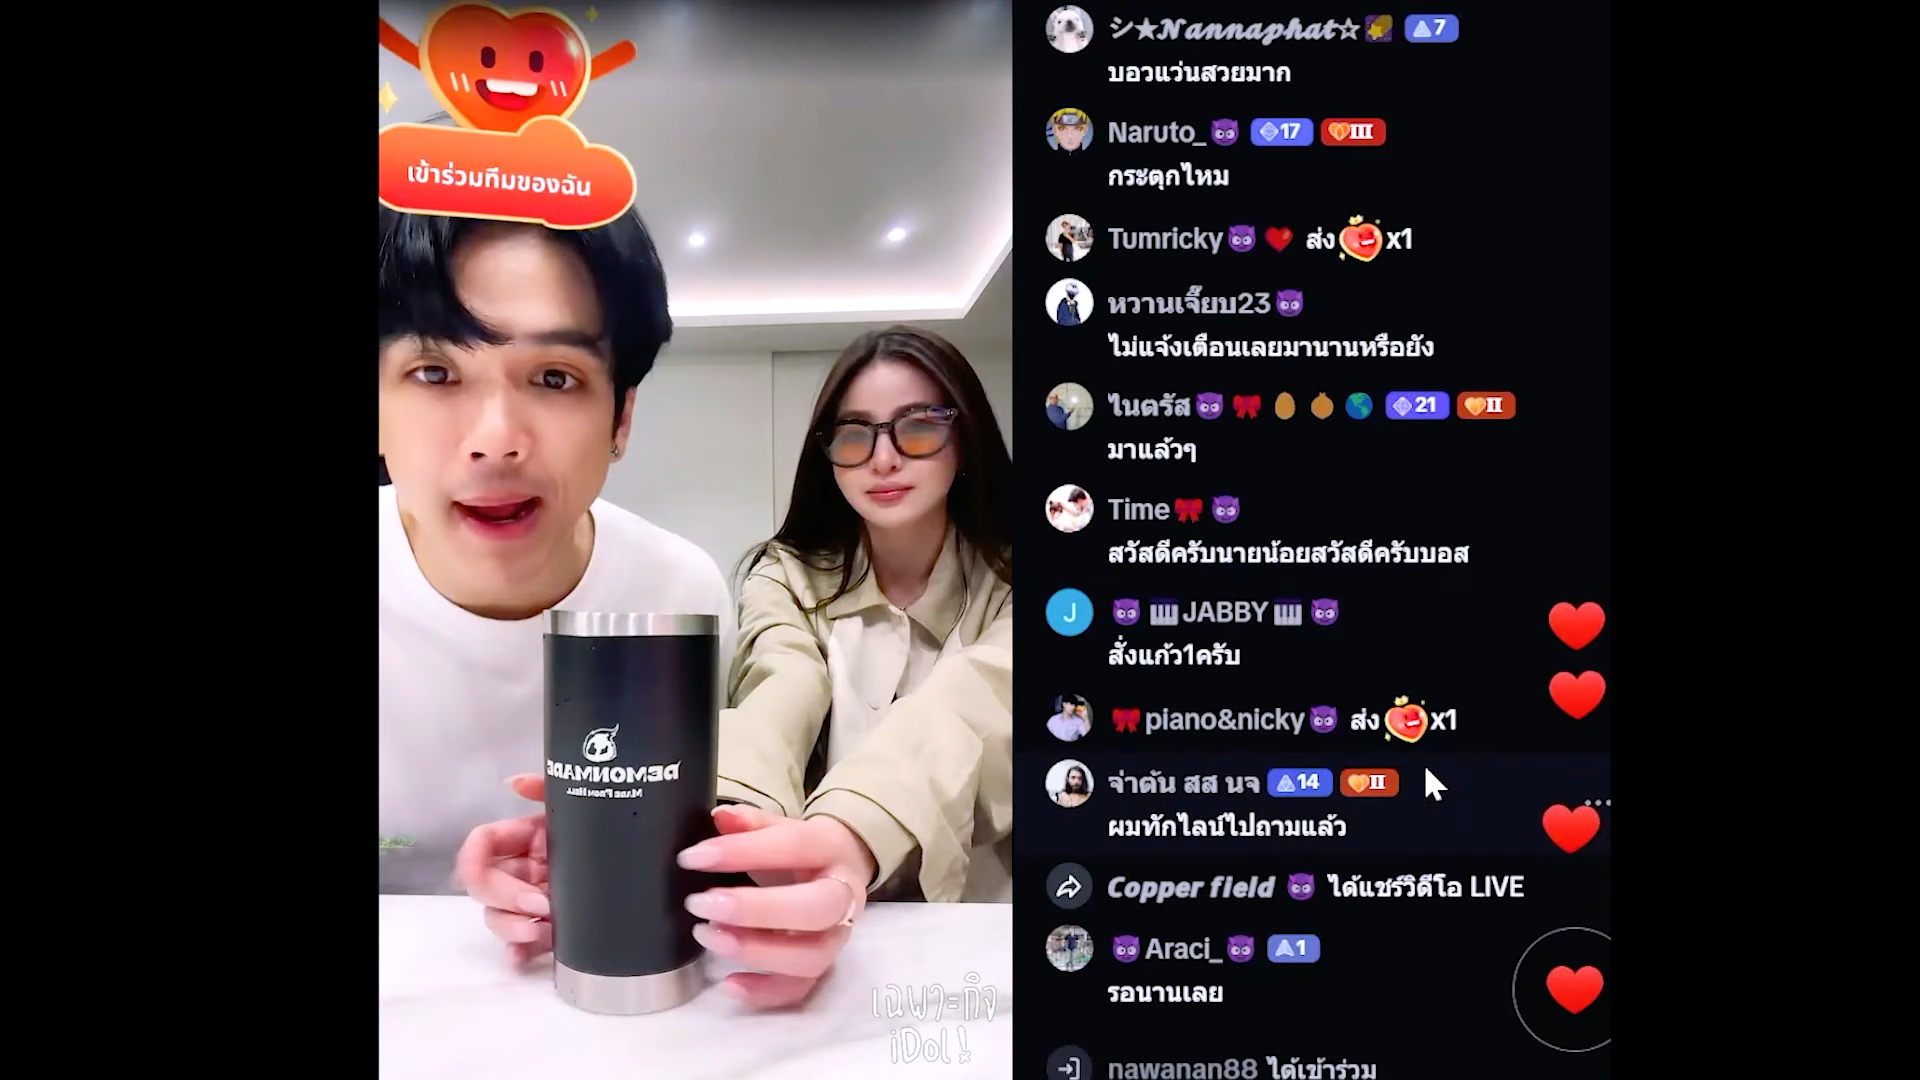 เข้าร่วมทีมของฉัน
DEMONMADE
MADE FROM HELL
เฉพาะกิจ
iDol!
シ★Nannaphat☆ 7
บอวแว่นสวยมาก
Naruto_ 17 III
กระตุกไหม
Tumricky ส่ง x1
หวานเจี๊ยบ23
ไม่แจ้งเตือนเลยมานานหรือยัง
ไนตรัส 21 II
มาแล้วๆ
Time
สวัสดีครับนายน้อยสวัสดีครับบอส
J JABBY
สั่งแก้ว1ครับ
piano&nicky ส่ง x1
จ่าต้น สส นจ 14 II
ผมทักไลน์ไปถามแล้ว
Copper field ได้แชร์วิดีโอ LIVE
Araci_ 1
รอนานเลย
nawanan88 ได้เข้าร่วม